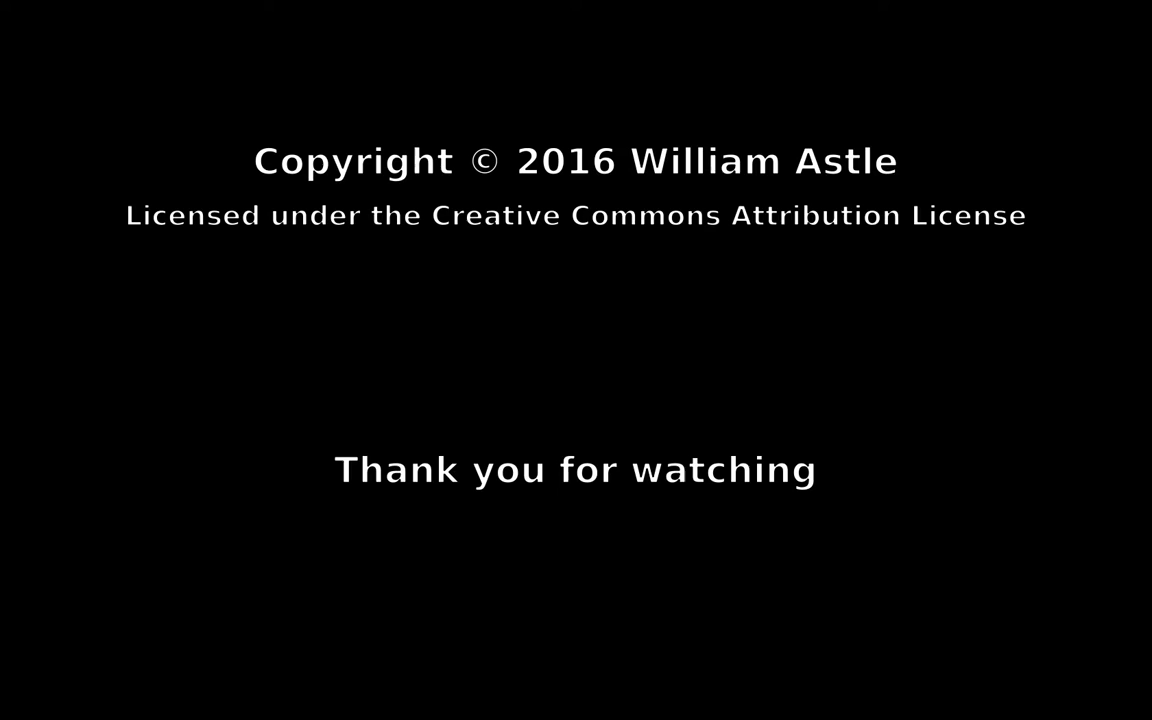 Copyright © 2016 William Astle
Licensed under the Creative Commons Attribution License
Thank you for watching